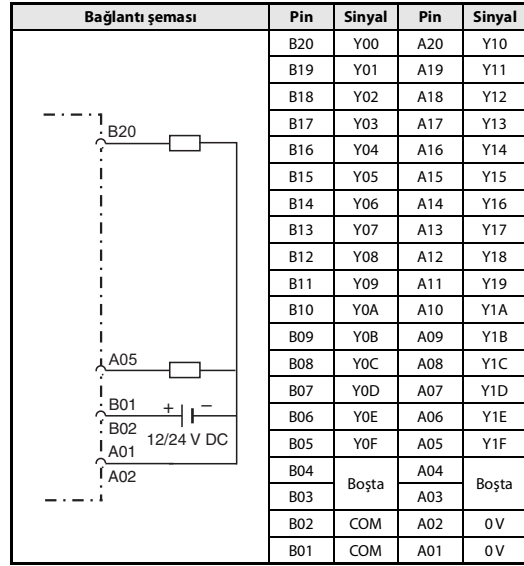 Bağlantı şeması Pin Sinyal Pin Sinyal
B20 Y00 A20 Y10
B19 Y01 A19 Y11
B18 Y02 A18 Y12
B17 Y03 A17 Y13
B16 Y04 A16 Y14
B15 Y05 A15 Y15
B14 Y06 A14 Y16
B13 Y07 A13 Y17
B12 Y08 A12 Y18
B11 Y09 A11 Y19
B10 Y0A A10 Y1A
B09 Y0B A09 Y1B
B08 Y0C A08 Y1C
B07 Y0D A07 Y1D
B06 Y0E A06 Y1E
B05 Y0F A05 Y1F
B04 Boşta A04 Boşta
B03 A03
B02 COM A02 0 V
B01 COM A01 0 V
B20
A05
B01 + –
B02
12/24 V DC
A01
A02